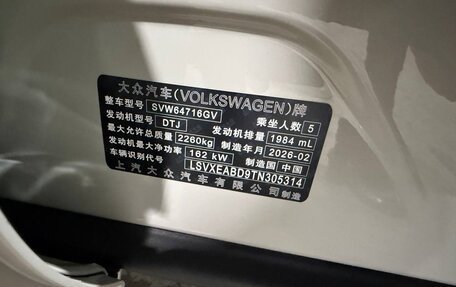 大众汽车(VOLKSWAGEN)牌
整车型号 SVW64716GV 乘坐人数 5
发动机型号 DTJ 发动机排量 1984 mL
最大允许总质量 2260kg 制造年月 2026-02
发动机净功率 162 kW 制造国 中国
车辆识别代号 LSVXEABD9TN305314
上汽大众汽车有限公司制造